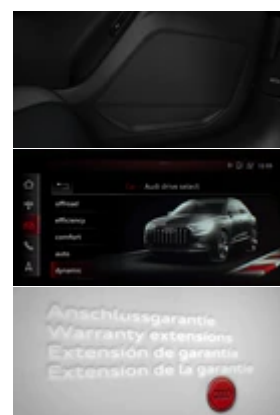 Audi drive select
offroad
efficiency
comfort
auto
dynamic
Anschlussgarantie
Warranty extensions
Extensión de garantía
Extension de la garantie